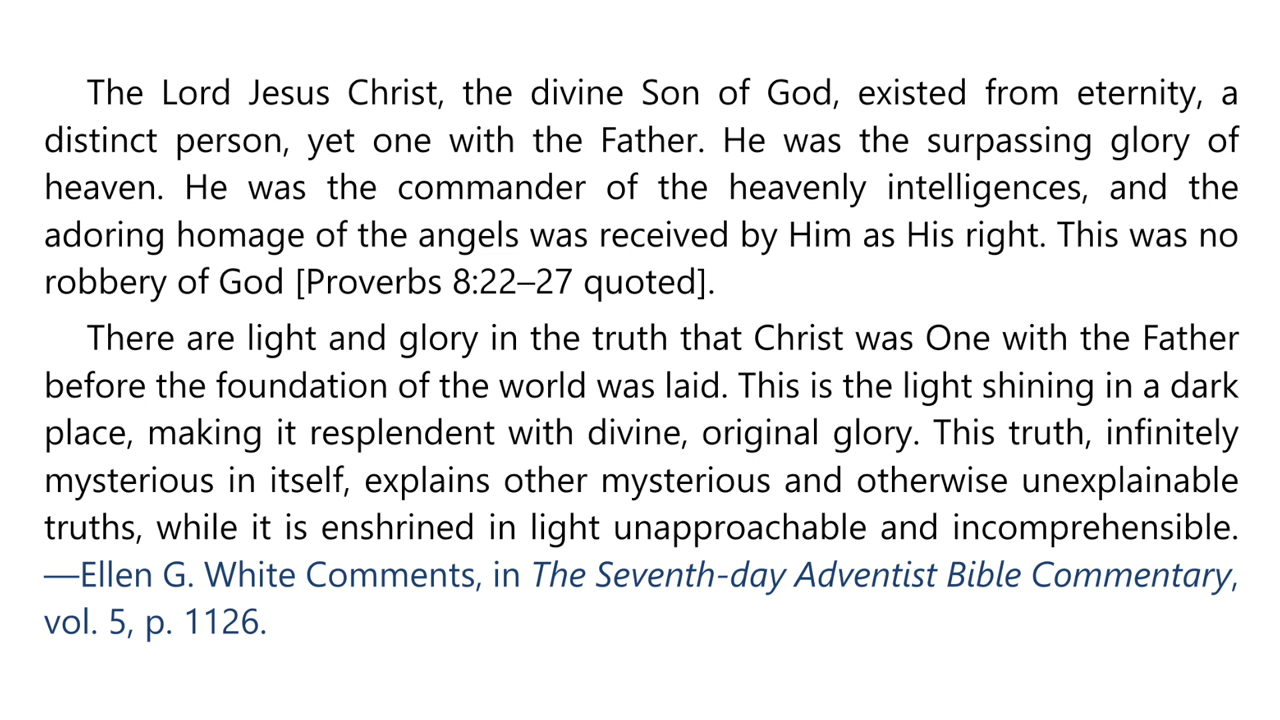 The Lord Jesus Christ, the divine Son of God, existed from eternity, a
distinct person, yet one with the Father. He was the surpassing glory of
heaven. He was the commander of the heavenly intelligences, and the
adoring homage of the angels was received by Him as His right. This was no
robbery of God [Proverbs 8:22–27 quoted].
There are light and glory in the truth that Christ was One with the Father
before the foundation of the world was laid. This is the light shining in a dark
place, making it resplendent with divine, original glory. This truth, infinitely
mysterious in itself, explains other mysterious and otherwise unexplainable
truths, while it is enshrined in light unapproachable and incomprehensible.
—Ellen G. White Comments, in The Seventh-day Adventist Bible Commentary,
vol. 5, p. 1126.